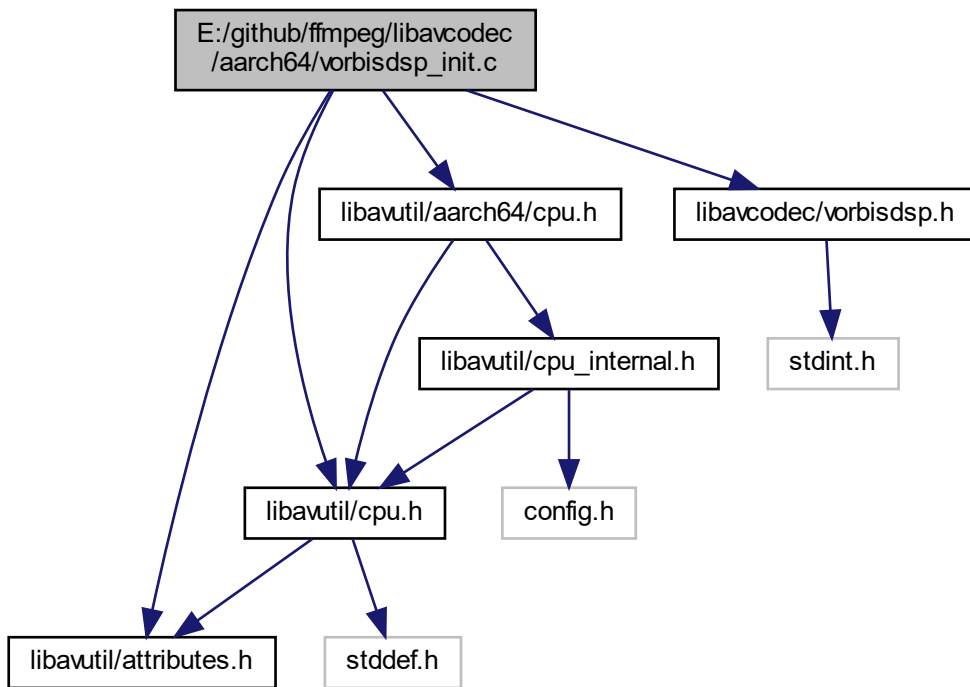 E:/github/ffmpeg/libavcodec
/aarch64/vorbisdsp_init.c
libavutil/aarch64/cpu.h
libavcodec/vorbisdsp.h
libavutil/cpu_internal.h
stdint.h
libavutil/cpu.h
config.h
libavutil/attributes.h
stddef.h